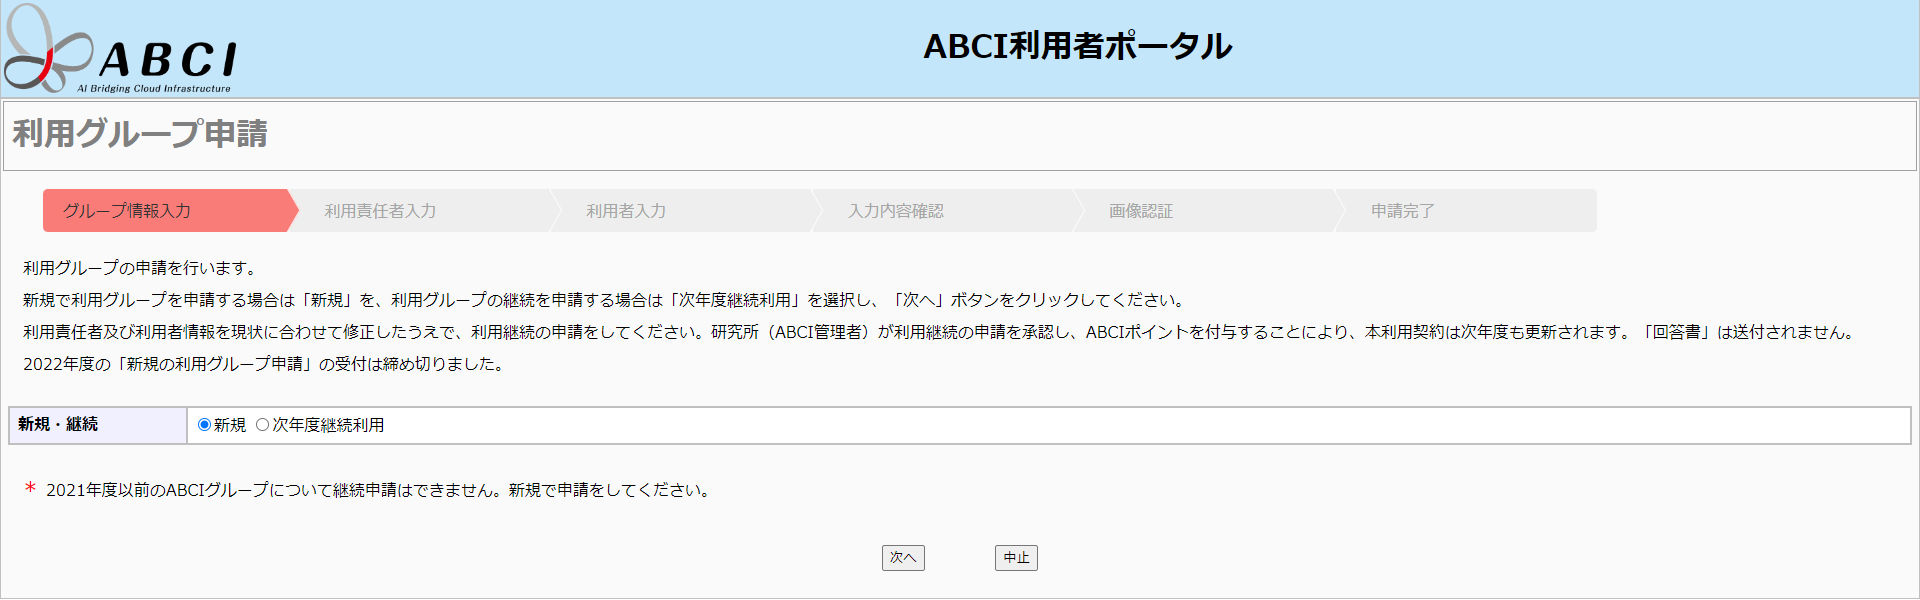 ABCI
AI Bridging Cloud Infrastructure
ABCI利用者ポータル
利用グループ申請
グループ情報入力
利用責任者入力
利用者入力
入力内容確認
画像認証
申請完了
利用グループの申請を行います。
新規で利用グループを申請する場合は「新規」を、利用グループの継続を申請する場合は「次年度継続利用」を選択し、「次へ」ボタンをクリックしてください。
利用責任者及び利用者情報を現状に合わせて修正したうえで、利用継続の申請をしてください。研究所（ABCI管理者）が利用継続の申請を承認し、ABCIポイントを付与することにより、本利用契約は次年度も更新されます。「回答書」は送付されません。
2022年度の「新規の利用グループ申請」の受付は締め切りました。
新規・継続
新規 次年度継続利用
* 2021年度以前のABCIグループについて継続申請はできません。新規で申請をしてください。
次へ 中止